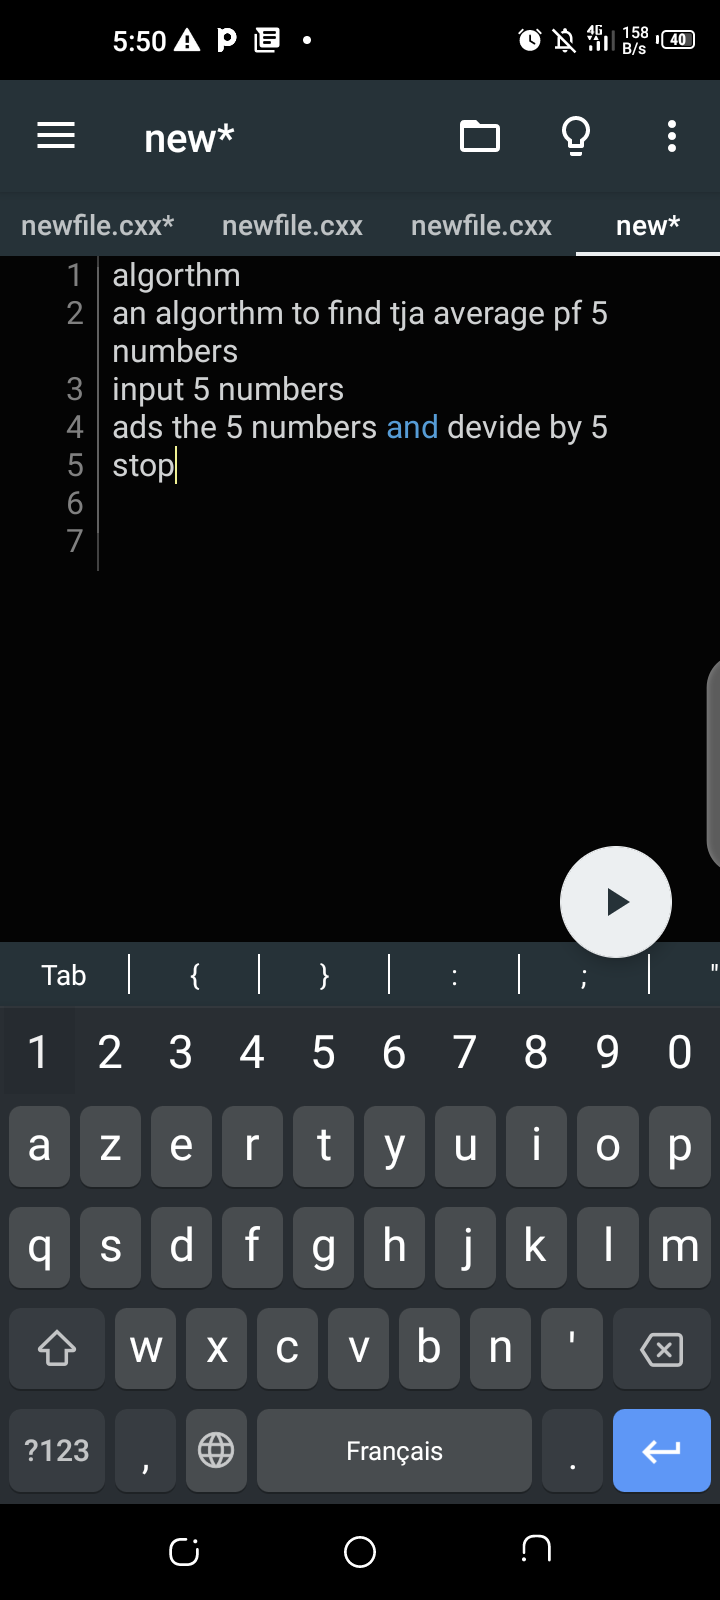 5:50 158 B/s 4G 40
new*
newfile.cxx* newfile.cxx newfile.cxx new*
1 algorthm
2 an algorthm to find tja average pf 5
numbers
3 input 5 numbers
4 ads the 5 numbers and devide by 5
5 stop
6
7
Tab { } : ; "
1 2 3 4 5 6 7 8 9 0
a z e r t y u i o p
q s d f g h j k l m
w x c v b n '
?123 , Français .